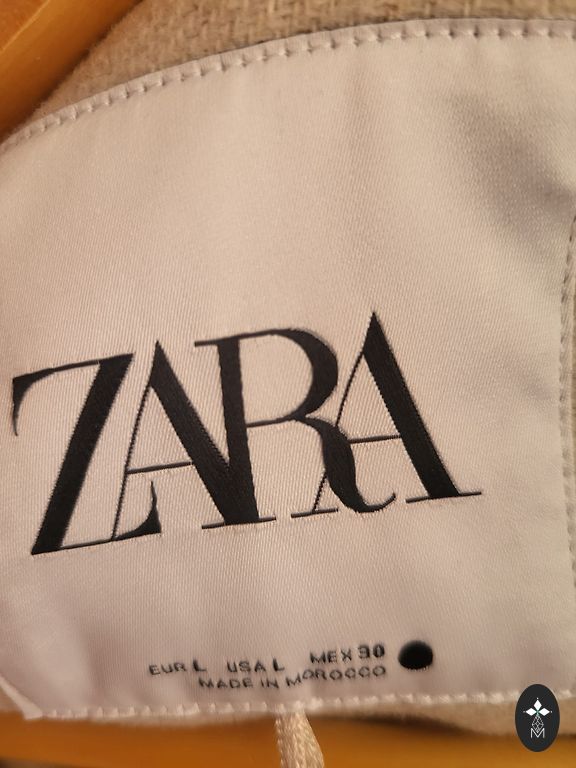 ZARA
EUR L USA L MEX 30
MADE IN MOROCCO
M